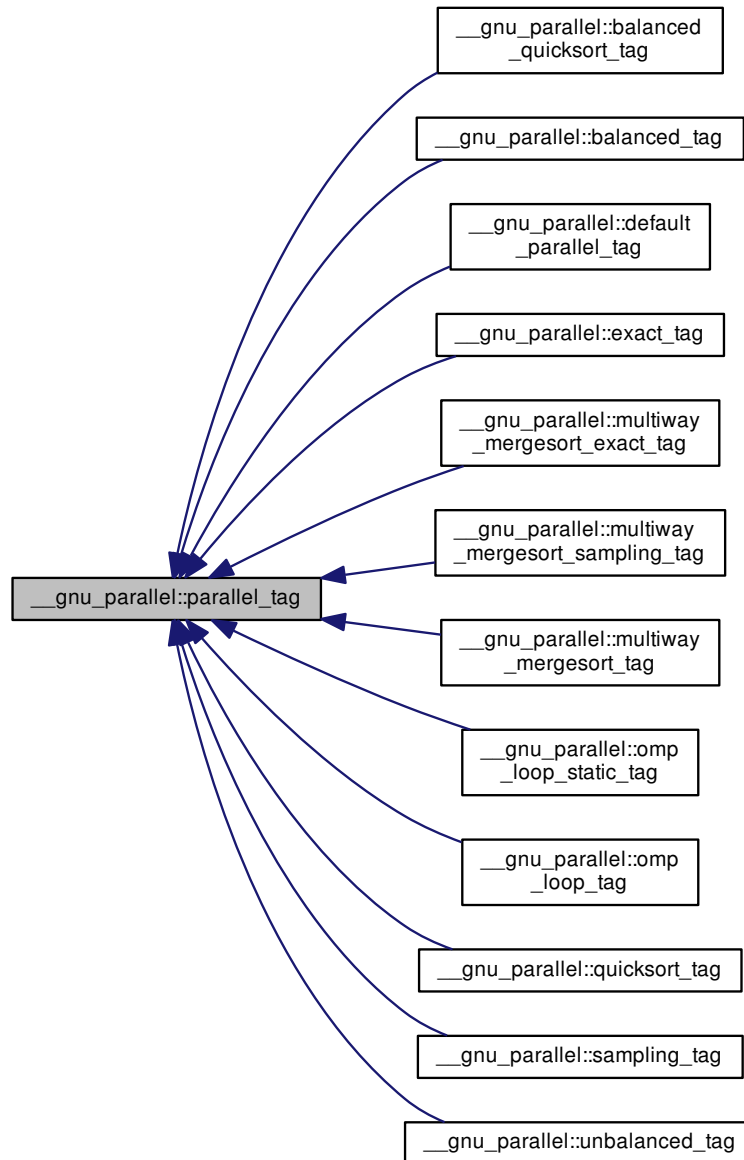 __gnu_parallel::balanced
_quicksort_tag
__gnu_parallel::balanced_tag
__gnu_parallel::default
_parallel_tag
__gnu_parallel::exact_tag
__gnu_parallel::multiway
_mergesort_exact_tag
__gnu_parallel::multiway
_mergesort_sampling_tag
__gnu_parallel::parallel_tag
__gnu_parallel::multiway
_mergesort_tag
__gnu_parallel::omp
_loop_static_tag
__gnu_parallel::omp
_loop_tag
__gnu_parallel::quicksort_tag
__gnu_parallel::sampling_tag
__gnu_parallel::unbalanced_tag